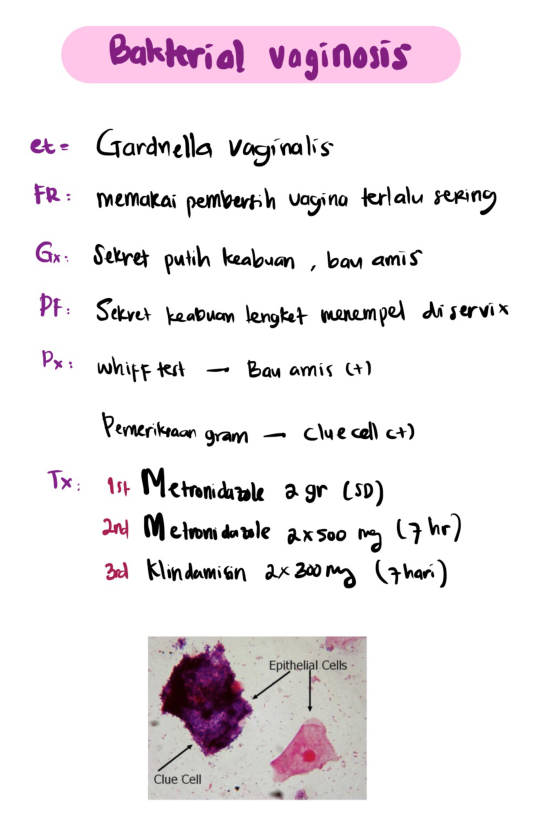 Bakterial vaginosis
et = Gardnella vaginalis
FR : memakai pembersih vagina terlalu sering
Gx : Sekret putih keabuan , bau amis
PF : Sekret keabuan lengket menempel di servix
Px : whiff test — Bau amis (+)
Pemeriksaan gram — clue cell (+)
Tx : 1st Metronidazole 2 gr (SD)
2nd Metronidazole 2x500 mg (7 hr)
3rd Klindamisin 2x300 mg (7 hari)
Epithelial Cells
Clue Cell